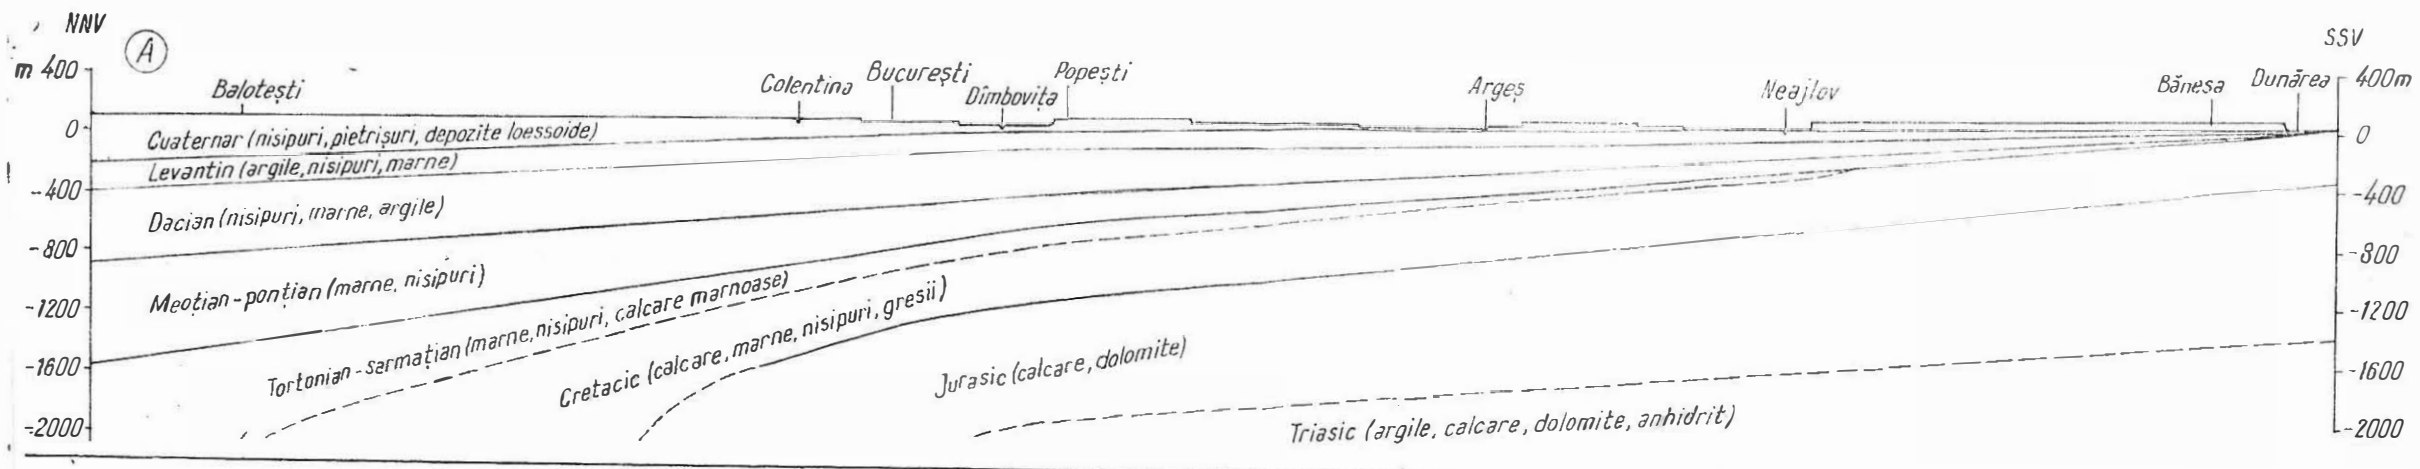 NNV
A
SSV
m 400
0
-400
-800
-1200
-1600
-2000
Balotești
Colentina
București
Dîmbovița
Popești
Argeș
Neajlov
Bănesa
Dunărea
400m
0
-400
-800
-1200
-1600
-2000
Cuaternar (nisipuri, pietrișuri, depozite loessoide)
Levantin (argile, nisipuri, marne)
Dacian (nisipuri, marne, argile)
Meoțian-ponțian (marne, nisipuri)
Tortonian-sarmațian (marne, nisipuri, calcare marnoase)
Cretacic (calcare, marne, nisipuri, gresii)
Jurasic (calcare, dolomite)
Triasic (argile, calcare, dolomite, anhidrit)